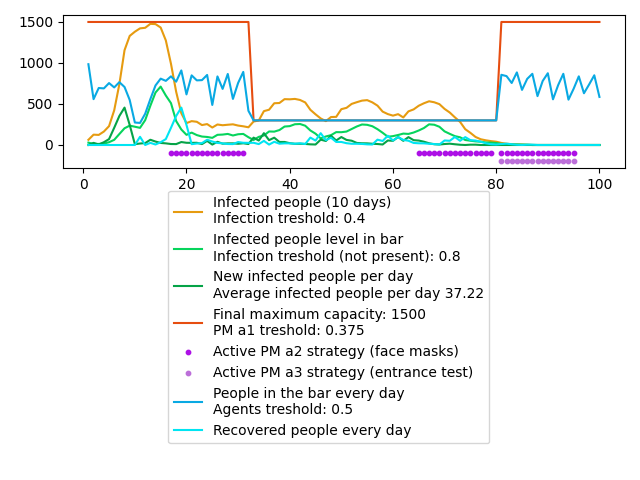 1500
1000
500
0
0 20 40 60 80 100
Infected people (10 days)
Infection treshold: 0.4
Infected people level in bar
Infection treshold (not present): 0.8
New infected people per day
Average infected people per day 37.22
Final maximum capacity: 1500
PM a1 treshold: 0.375
Active PM a2 strategy (face masks)
Active PM a3 strategy (entrance test)
People in the bar every day
Agents treshold: 0.5
Recovered people every day